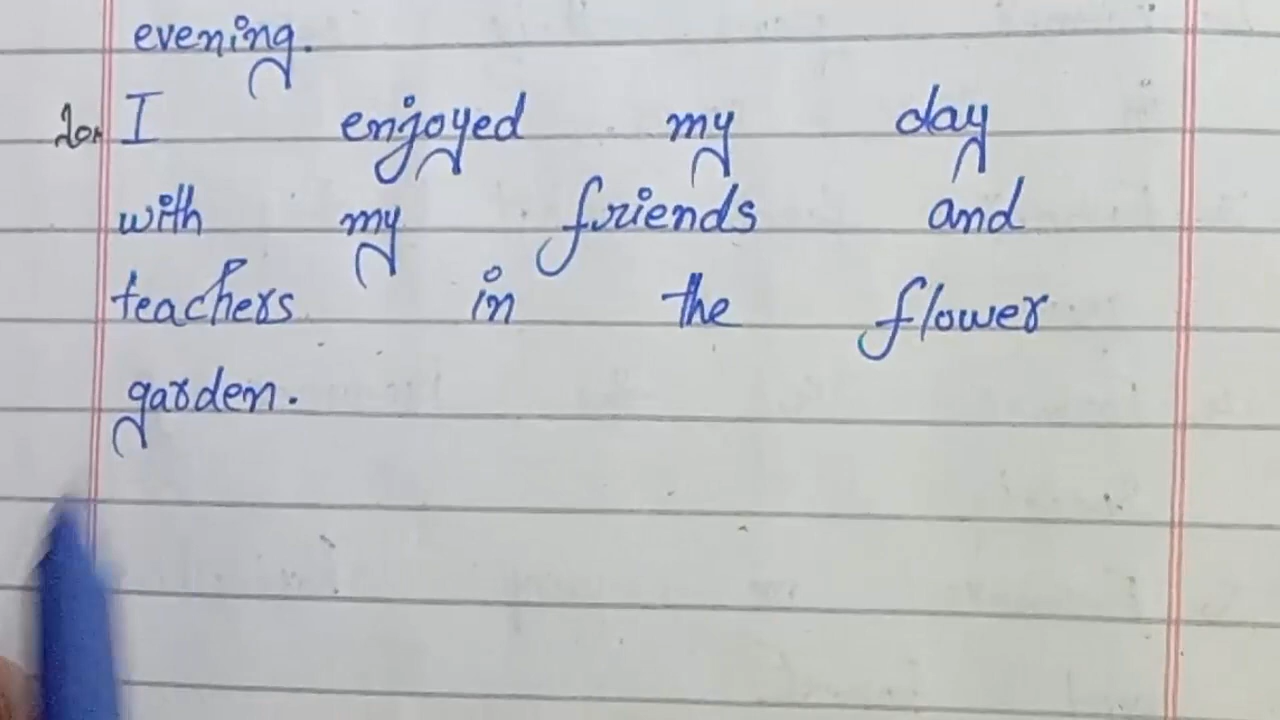 evening.
20. I enjoyed my day
with my friends and
teachers in the flower
garden.